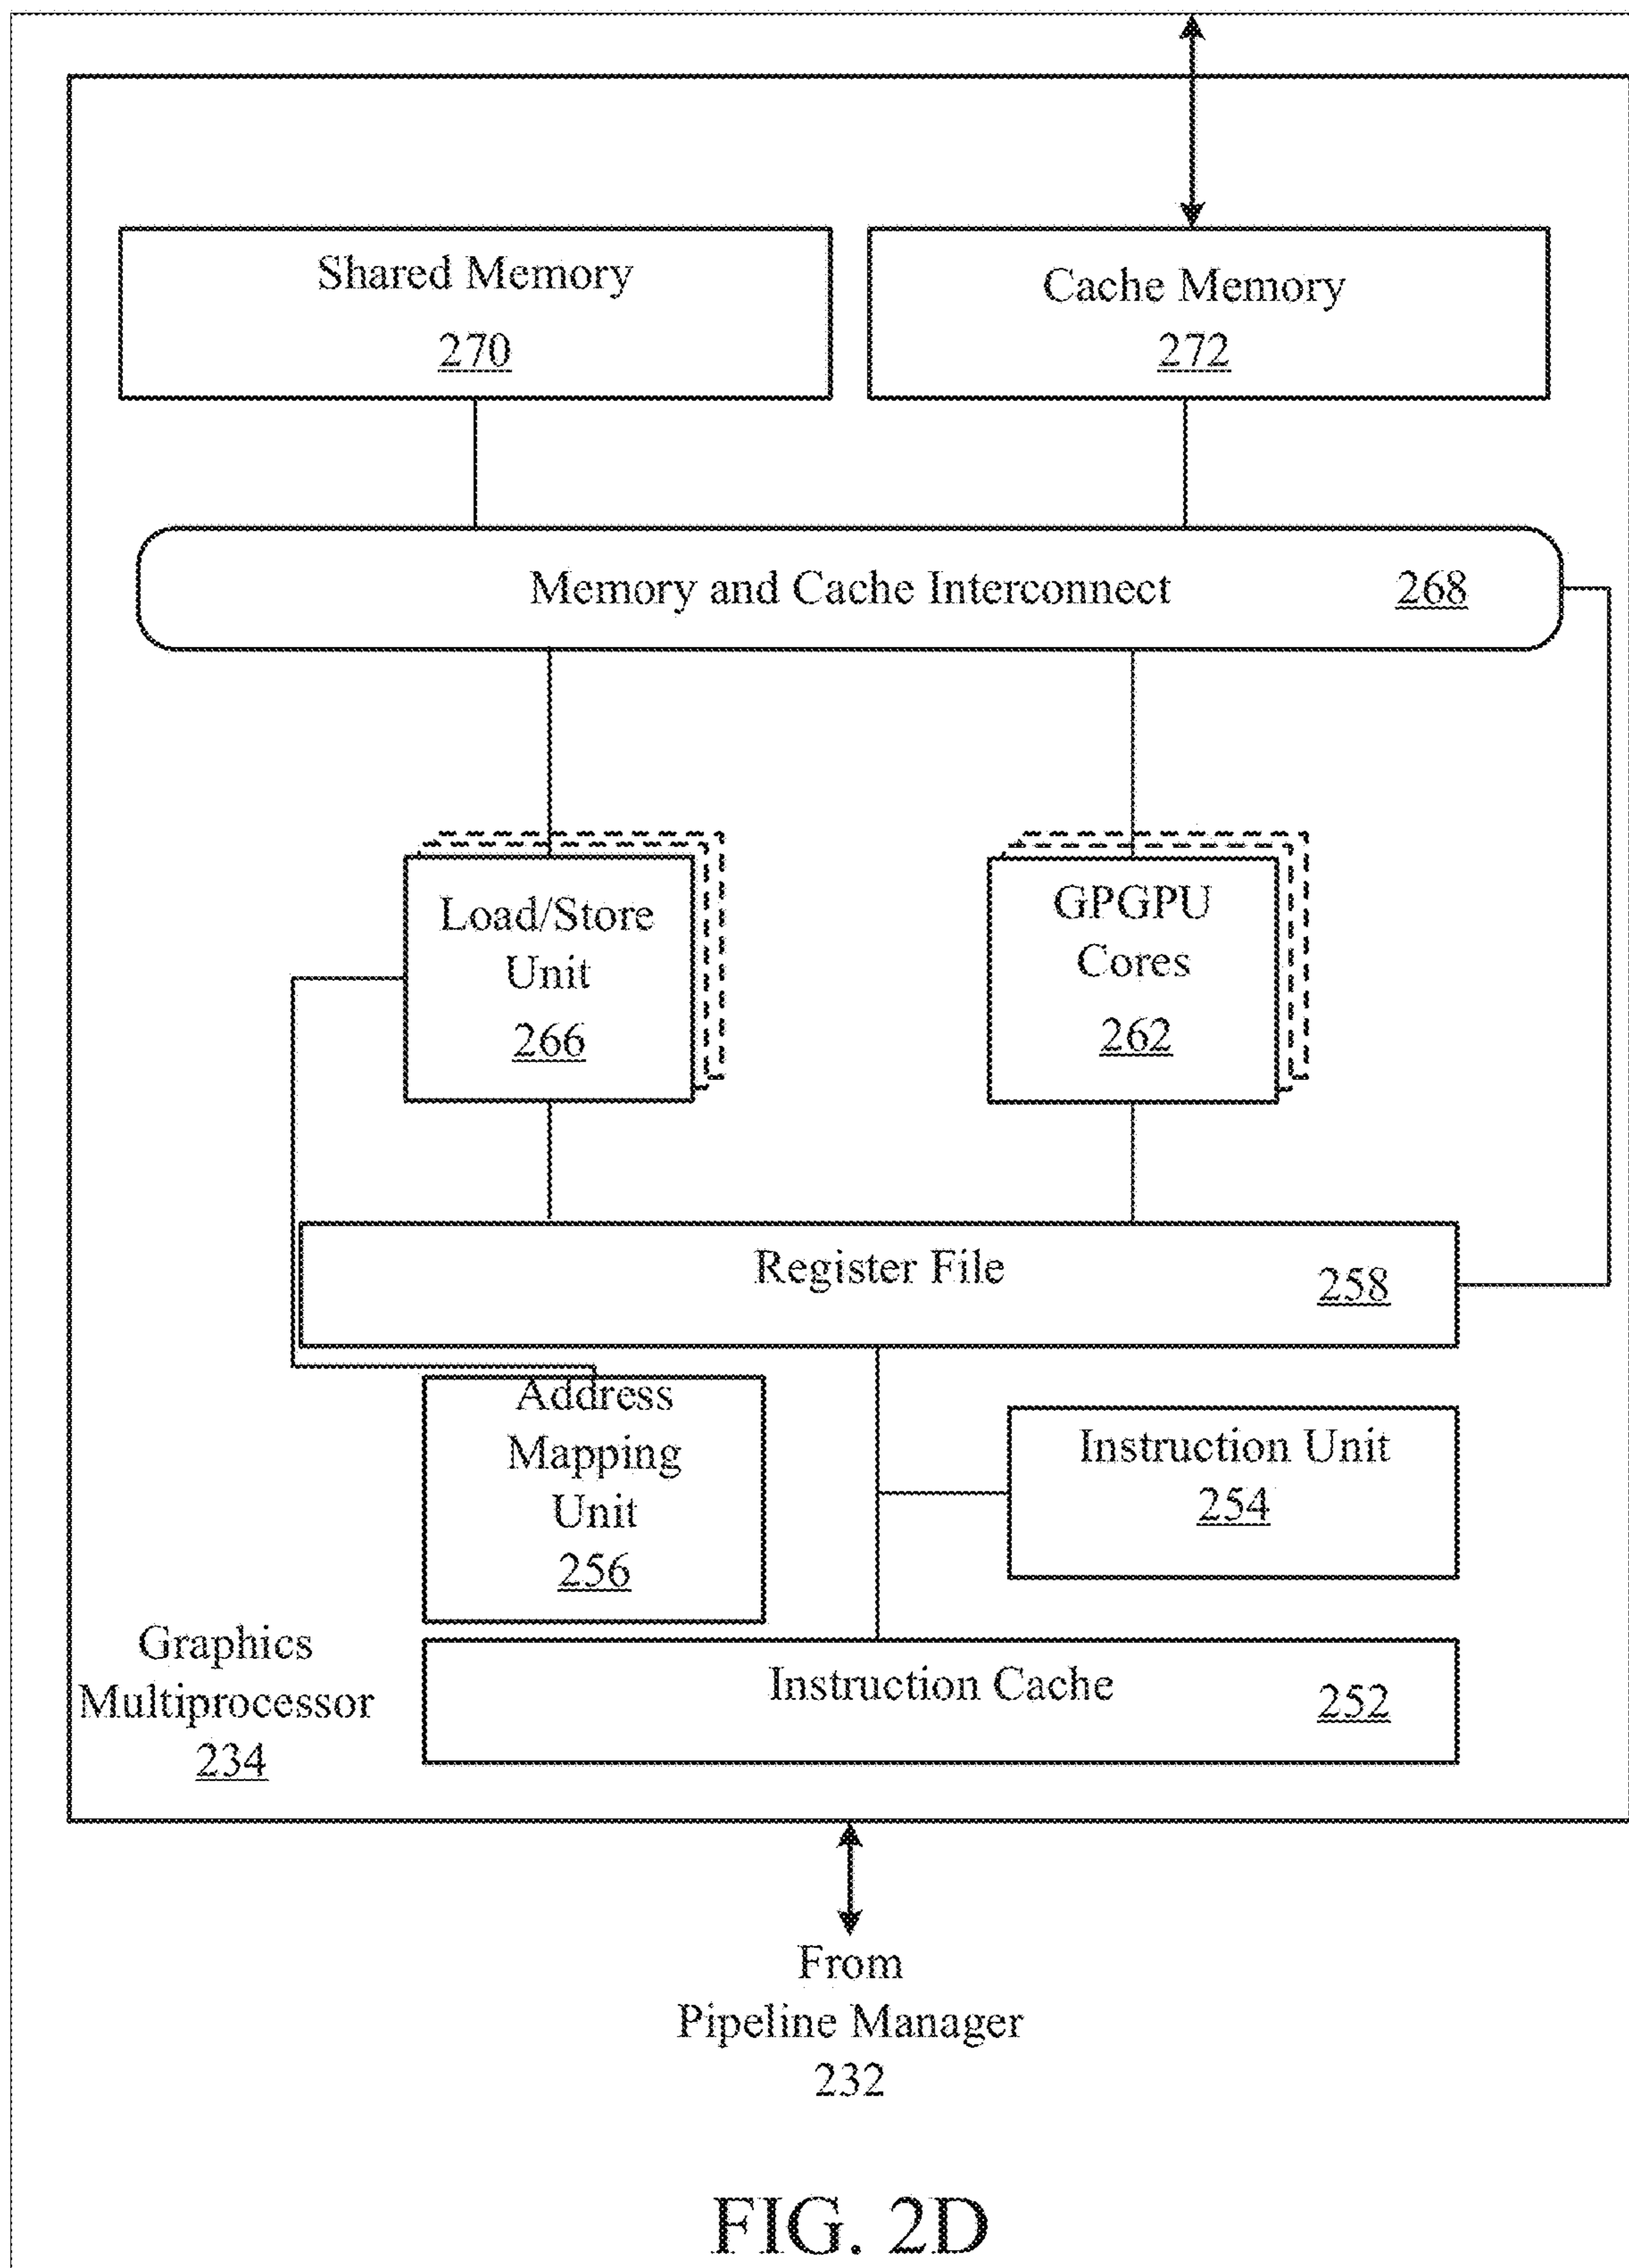 Shared Memory
270
Cache Memory
272
Memory and Cache Interconnect 268
Load/Store
Unit
266
GPGPU
Cores
262
Register File 258
Address
Mapping
Unit
256
Instruction Unit
254
Graphics
Multiprocessor
234
Instruction Cache 252
From
Pipeline Manager
232
FIG. 2D